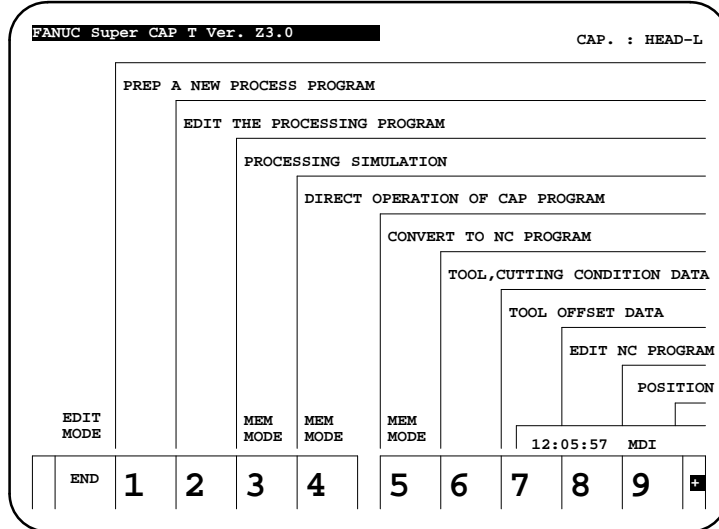 FANUC Super CAP T Ver. Z3.0
CAP. : HEAD-L
PREP A NEW PROCESS PROGRAM
EDIT THE PROCESSING PROGRAM
PROCESSING SIMULATION
DIRECT OPERATION OF CAP PROGRAM
CONVERT TO NC PROGRAM
TOOL,CUTTING CONDITION DATA
TOOL OFFSET DATA
EDIT NC PROGRAM
POSITION
EDIT MEM MEM MEM
MODE MODE MODE MODE
12:05:57 MDI
END 1 2 3 4 5 6 7 8 9 +